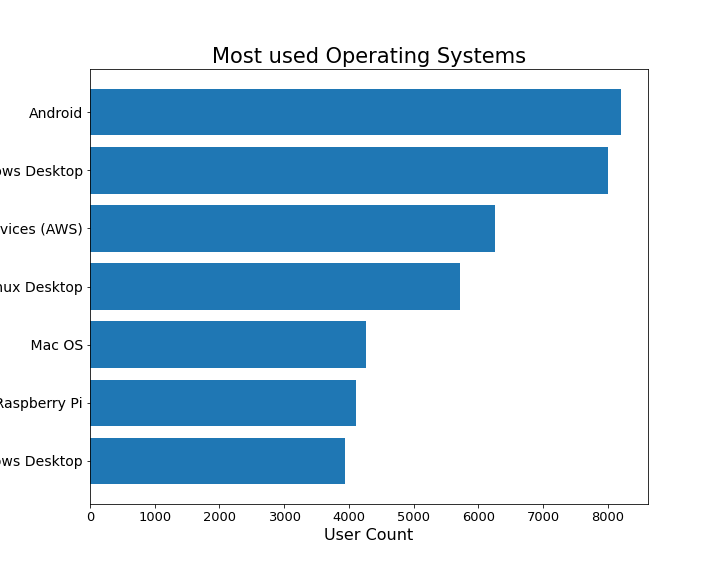 Most used Operating Systems
Android
ows Desktop
vices (AWS)
nux Desktop
Mac OS
Raspberry Pi
ows Desktop
0 1000 2000 3000 4000 5000 6000 7000 8000
User Count